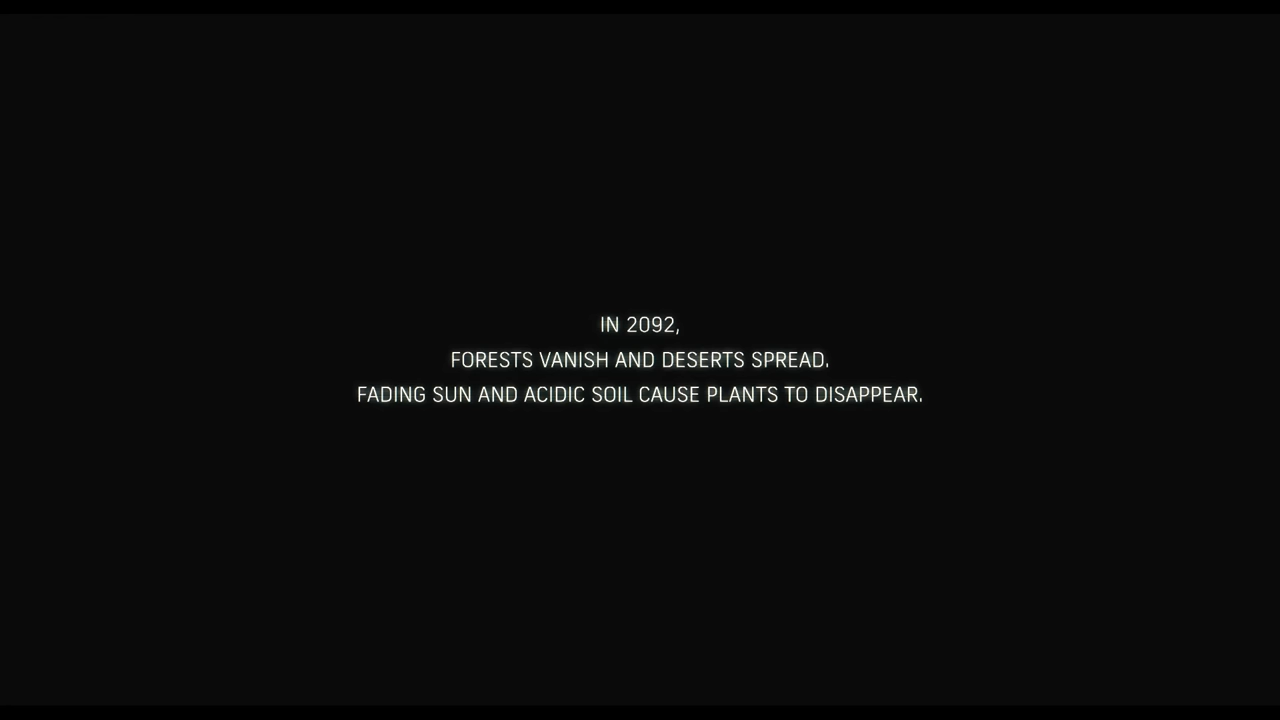 IN 2092,
FORESTS VANISH AND DESERTS SPREAD.
FADING SUN AND ACIDIC SOIL CAUSE PLANTS TO DISAPPEAR.